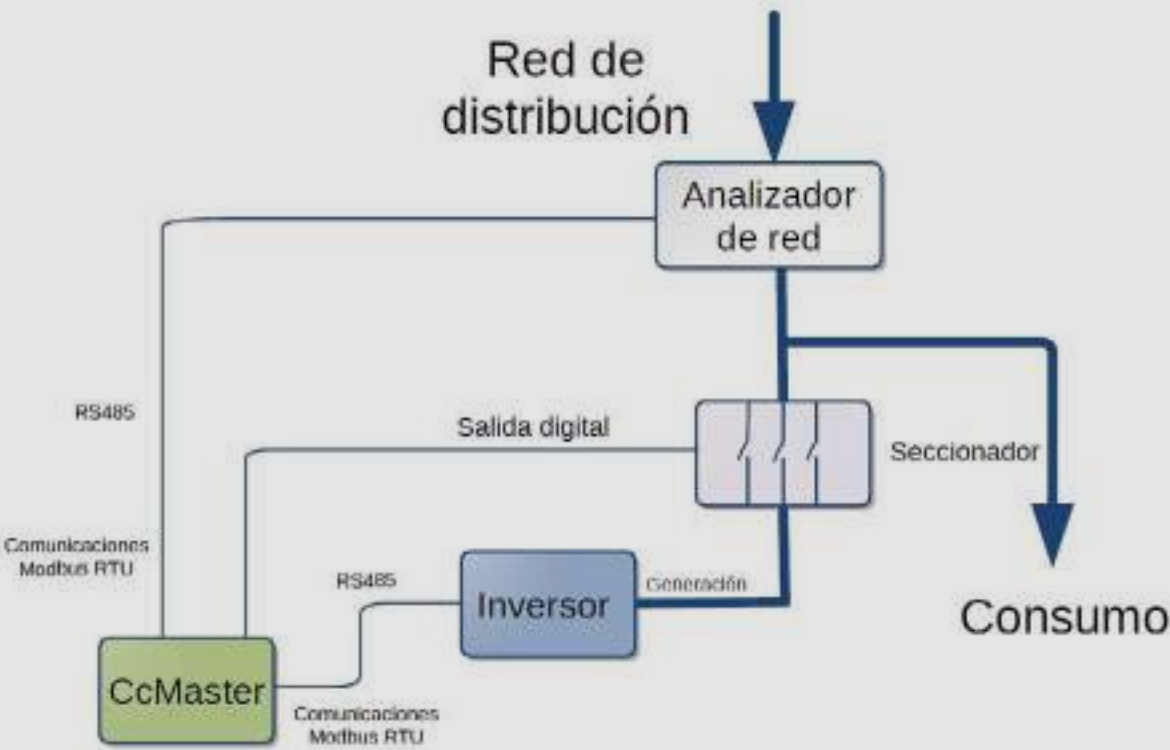 Red de
distribución
Analizador
de red
RS485
Salida digital
Seccionador
Comunicaciones
Modbus RTU
RS485
Inversor
Generación
Consumo
CcMaster
Comunicaciones
Modbus RTU